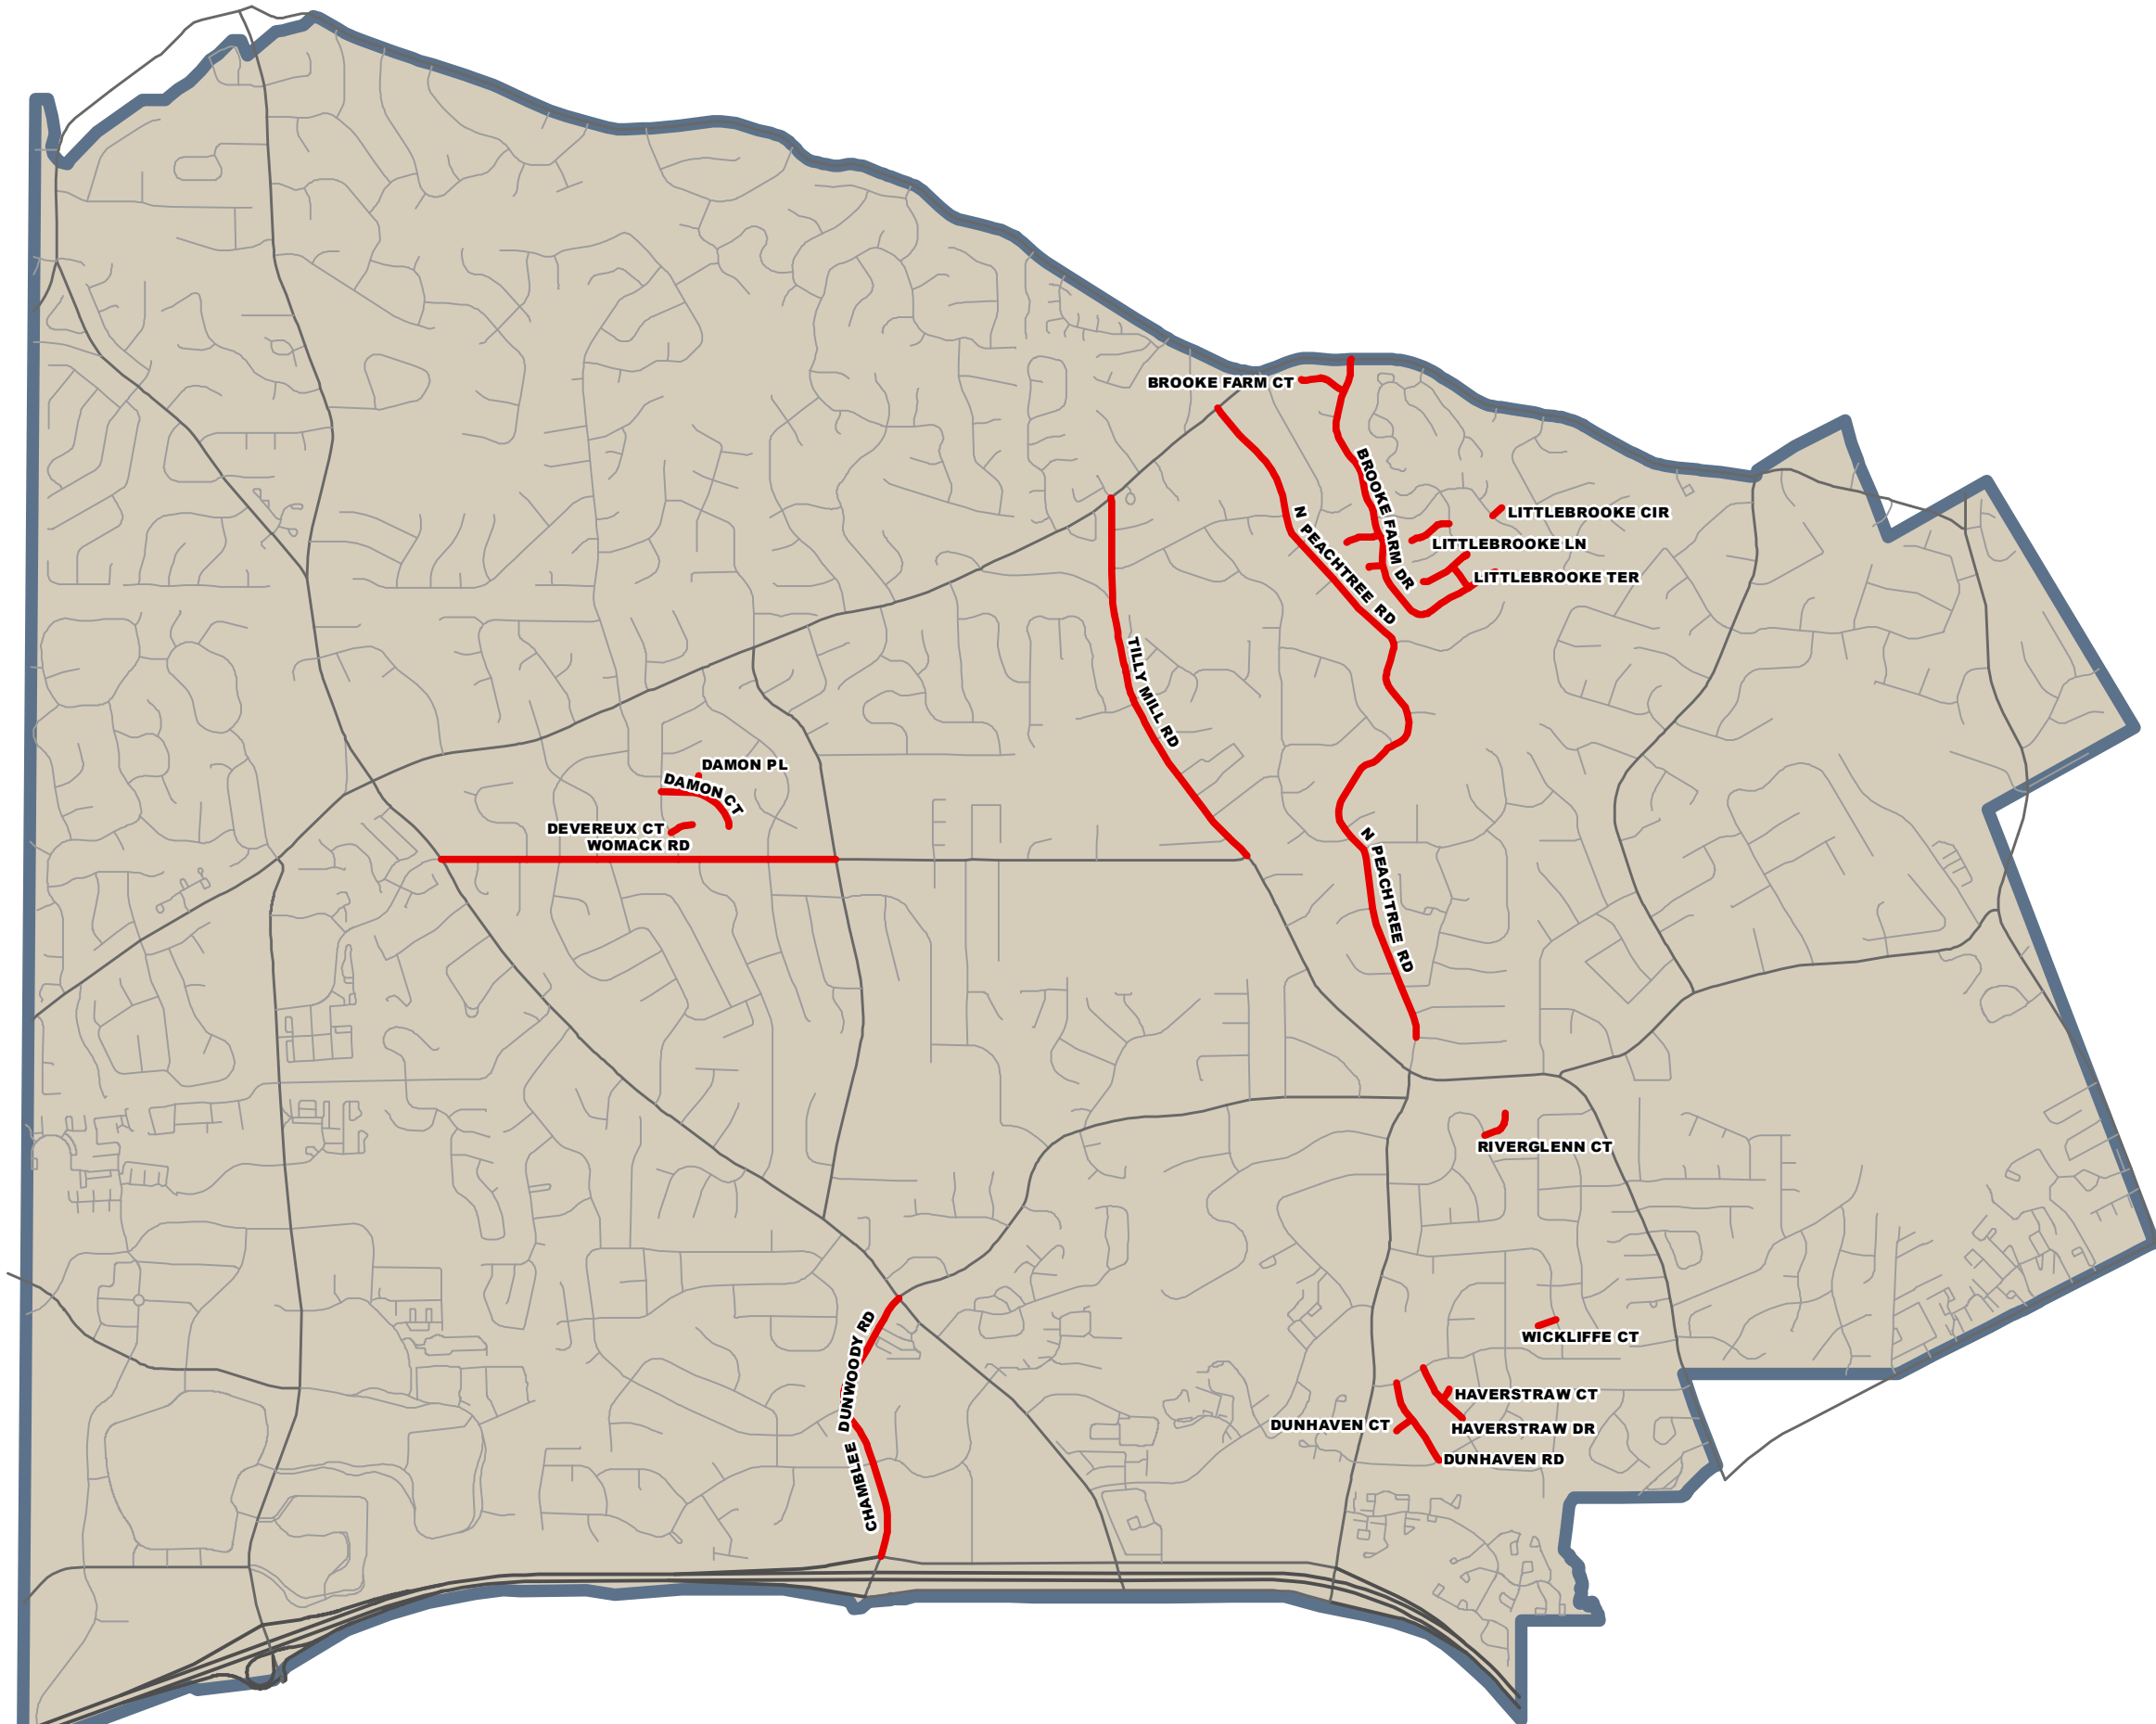 BROOKE FARM CT
BROOKE FARM DR
N PEACHTREE RD
LITTLEBROOKE CIR
LITTLEBROOKE LN
LITTLEBROOKE TER
TILLY MILL RD
DAMON PL
DAMON CT
DEVEREUX CT
WOMACK RD
N PEACHTREE RD
RIVERGLENN CT
WICKLIFFE CT
CHAMBLEE DUNWOODY RD
HAVERSTRAW CT
DUNHAVEN CT
HAVERSTRAW DR
DUNHAVEN RD